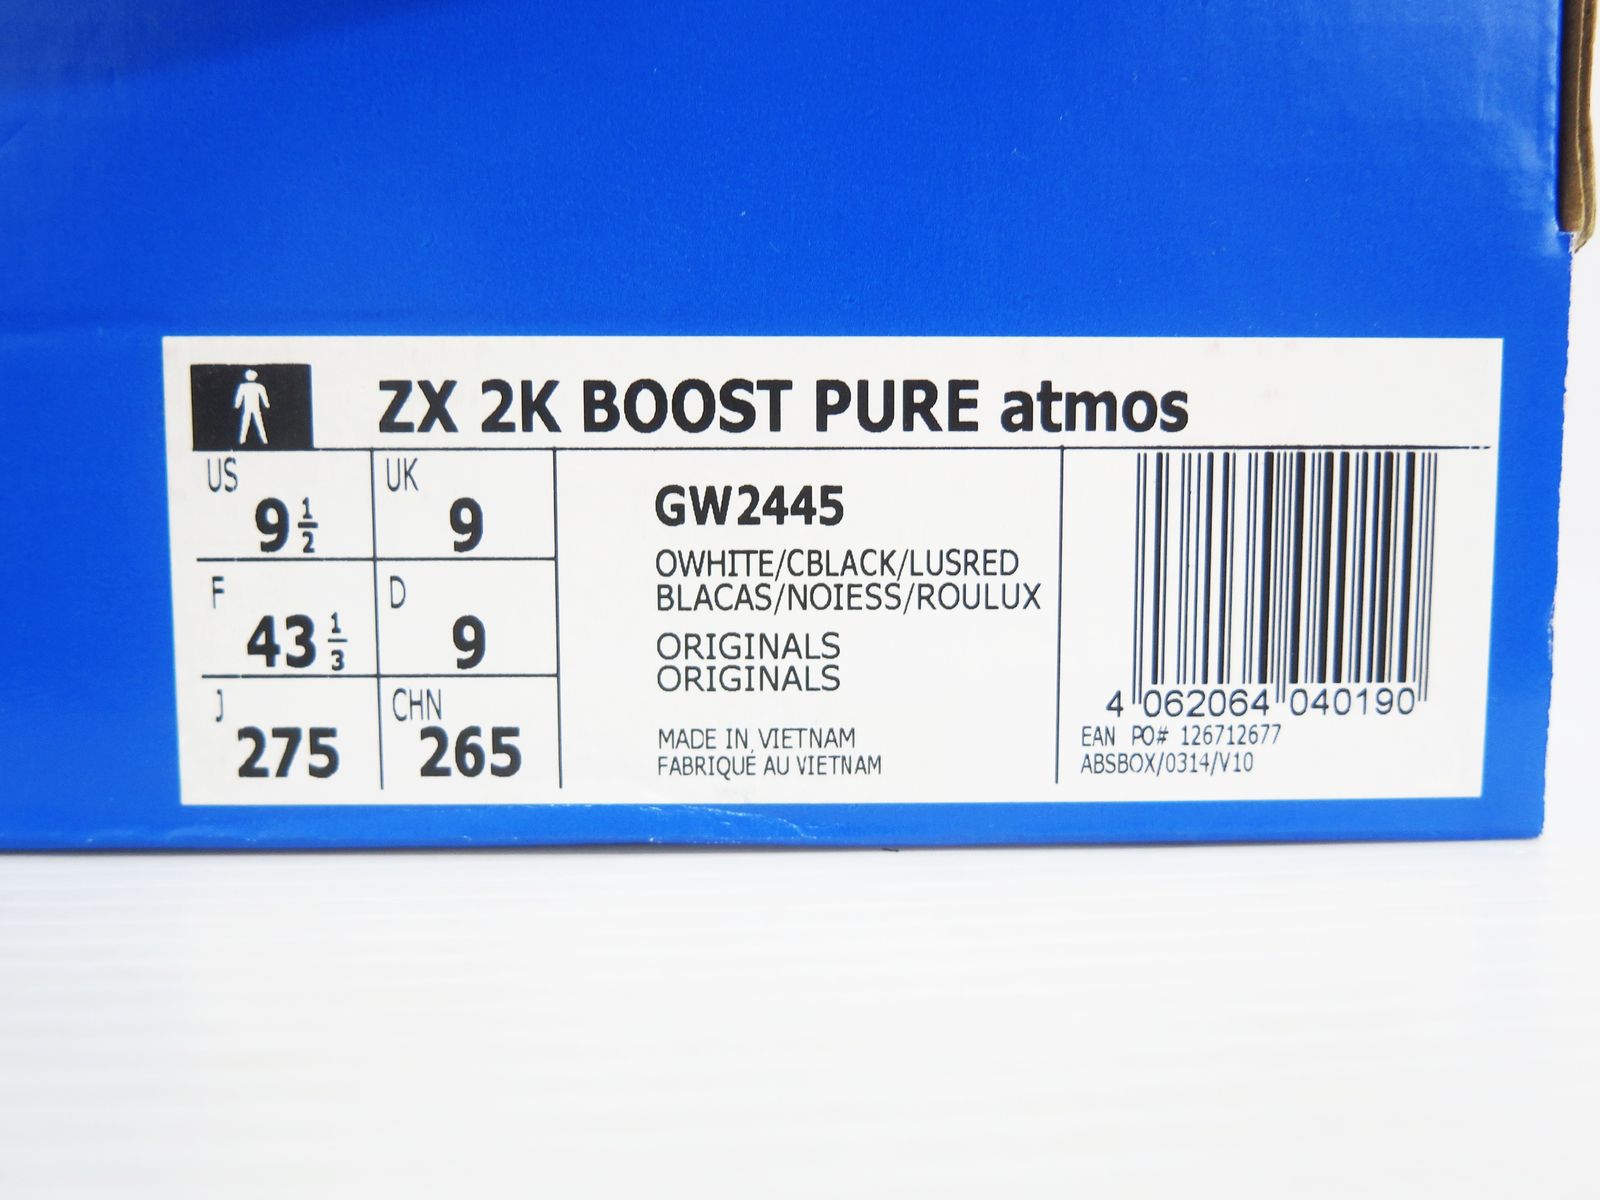 ZX 2K BOOST PURE atmos
US 9 1/2 UK 9
F 43 1/3 D 9
J 275 CHN 265
GW2445
OWHITE/CBLACK/LUSRED
BLACAS/NOIESS/ROULUX
ORIGINALS
ORIGINALS
MADE IN VIETNAM
FABRIQUÉ AU VIETNAM
4 062064 040190
EAN PO# 126712677
ABSBOX/0314/V10